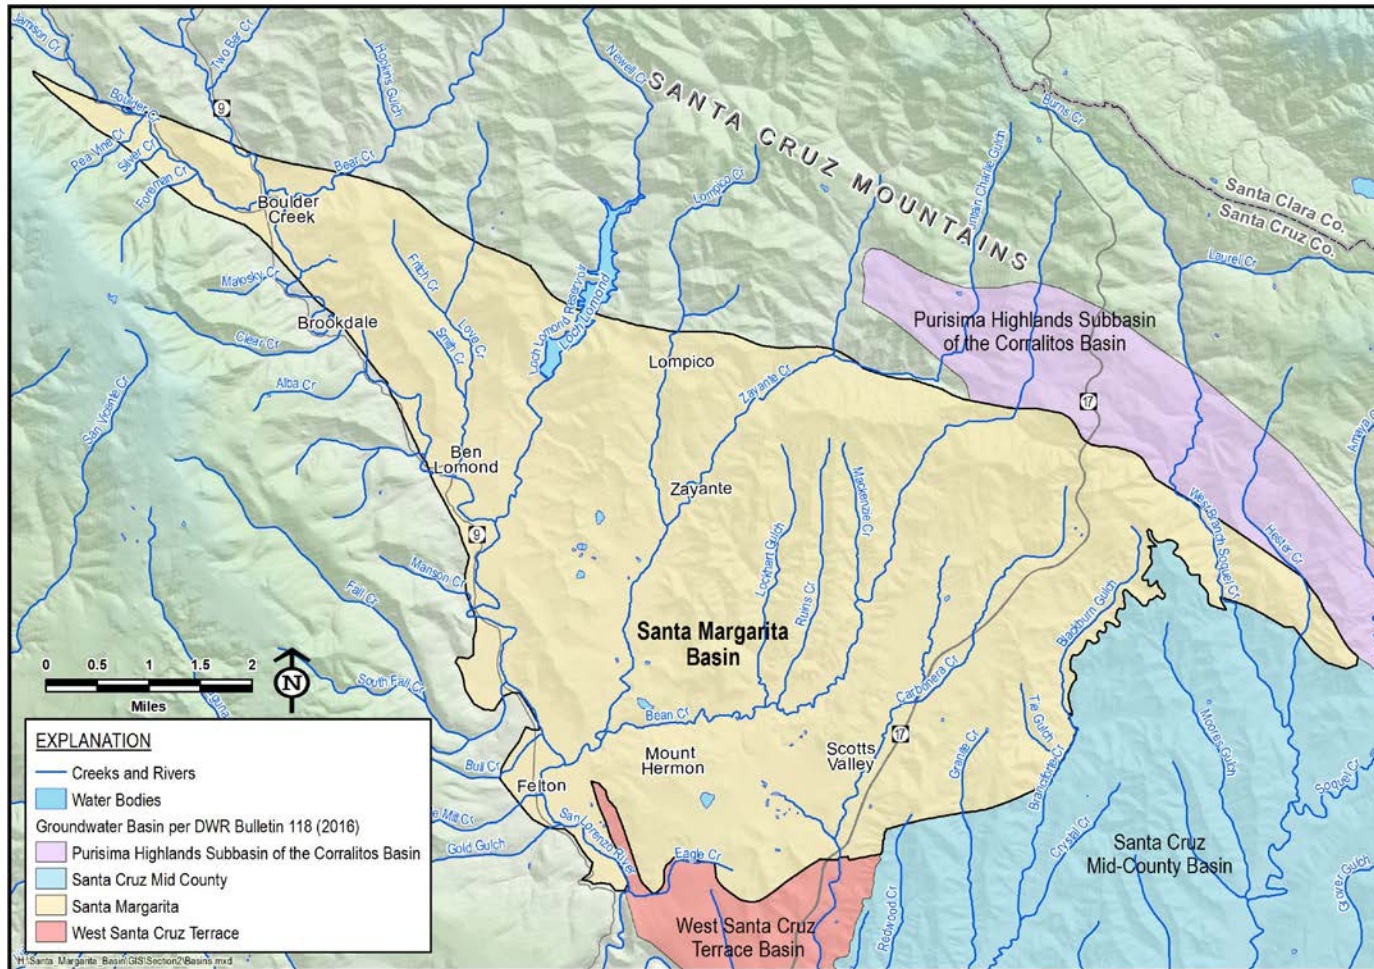 Jamison Cr
Two Bar Cr
Hopkins Gulch
Newell Cr
SANTA CRUZ MOUNTAINS
Burns Cr
9
Boulder Cr
Pea Vine Cr
Silver Cr
Foreman Cr
Bear Cr
Lompico Cr
Santa Clara Co.
Santa Cruz Co.
Boulder
Creek
Laurel Cr
Malosky Cr
Fritch Cr
Loch Lomond Reservoir
Loch Lomond
Brookdale
Love Cr
Smith Cr
Purisima Highlands Subbasin
of the Corralitos Basin
Clear Cr
Lompico
Zayante Cr
Alba Cr
17
San Vicente Cr
Ben
Lomond
Zayante
Mackenzie Cr
West Branch Soquel Cr
Hester Cr
9
Lockhart Gulch
Ruins Cr
Manson Cr
Fall Cr
Blackburn Gulch
Santa Margarita
Basin
0 0.5 1 1.5 2
Miles
N
South Fall Cr
Carbonera Cr
Bean Cr
Tie Gulch
Moores Gulch
17
Granite Cr
Mount
Hermon
Scotts
Valley
Branciforte Cr
Soquel Cr
Bull Cr
Felton
San Lorenzo River
Gold Gulch
Eagle Cr
Crystal Cr
Santa Cruz
Mid-County Basin
Redwood Cr
West Santa Cruz
Terrace Basin
EXPLANATION
Creeks and Rivers
Water Bodies
Groundwater Basin per DWR Bulletin 118 (2016)
Purisima Highlands Subbasin of the Corralitos Basin
Santa Cruz Mid County
Santa Margarita
West Santa Cruz Terrace